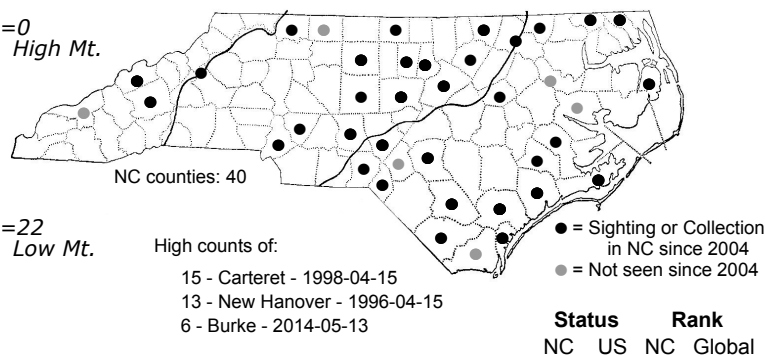 =0
High Mt.
NC counties: 40
=22
Low Mt.
High counts of:
15 - Carteret - 1998-04-15
13 - New Hanover - 1996-04-15
6 - Burke - 2014-05-13
= Sighting or Collection
in NC since 2004
= Not seen since 2004
Status Rank
NC US NC Global